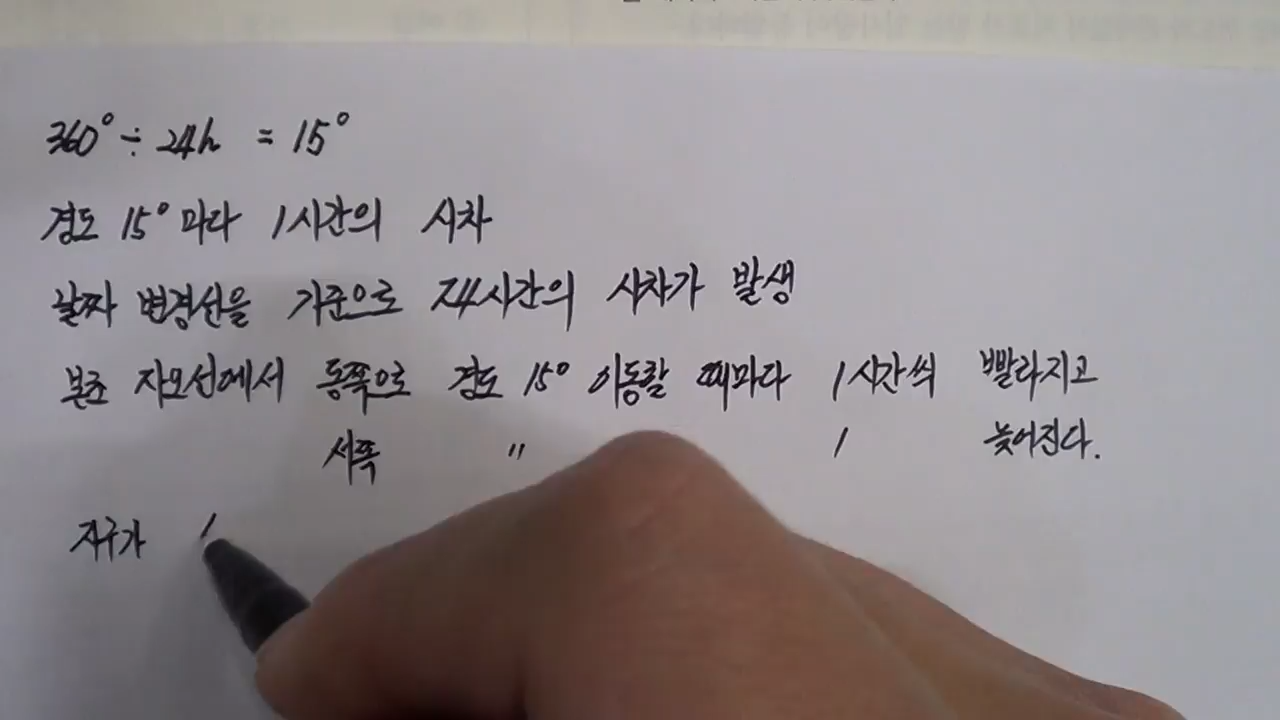 360° ÷ 24h = 15°
경도 15° 마다 1시간의 시차
날짜 변경선을 기준으로 24시간의 시차가 발생
본초 자오선에서 동쪽으로 경도 15° 이동할 때마다 1시간씩 빨라지고
서쪽 〃 1 늦어진다.
지구가